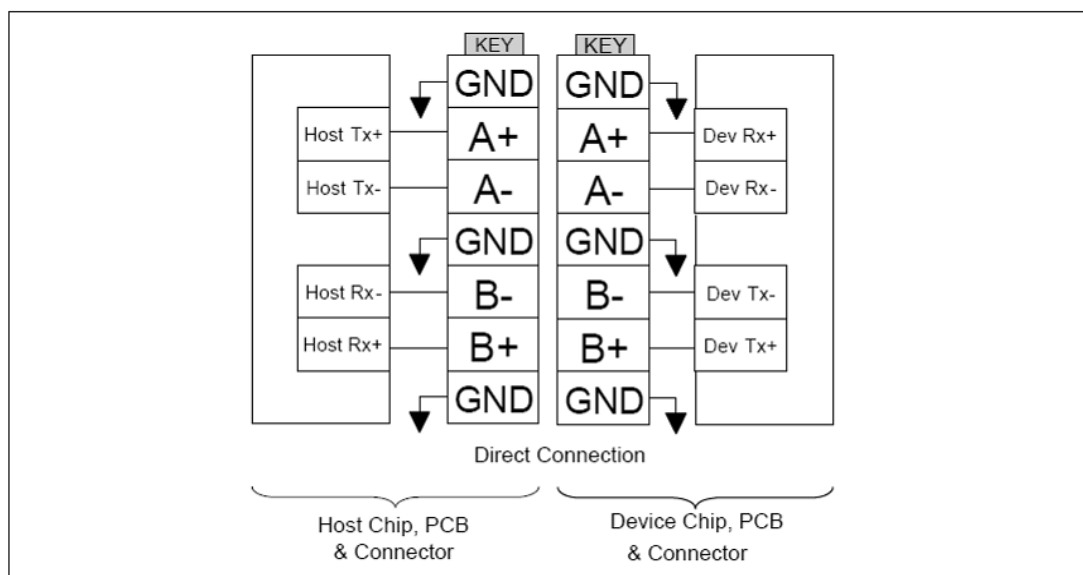 KEY KEY
GND GND
Host Tx+ A+ A+ Dev Rx+
Host Tx- A- A- Dev Rx-
GND GND
Host Rx- B- B- Dev Tx-
Host Rx+ B+ B+ Dev Tx+
GND GND
Direct Connection
Host Chip, PCB Device Chip, PCB
& Connector & Connector